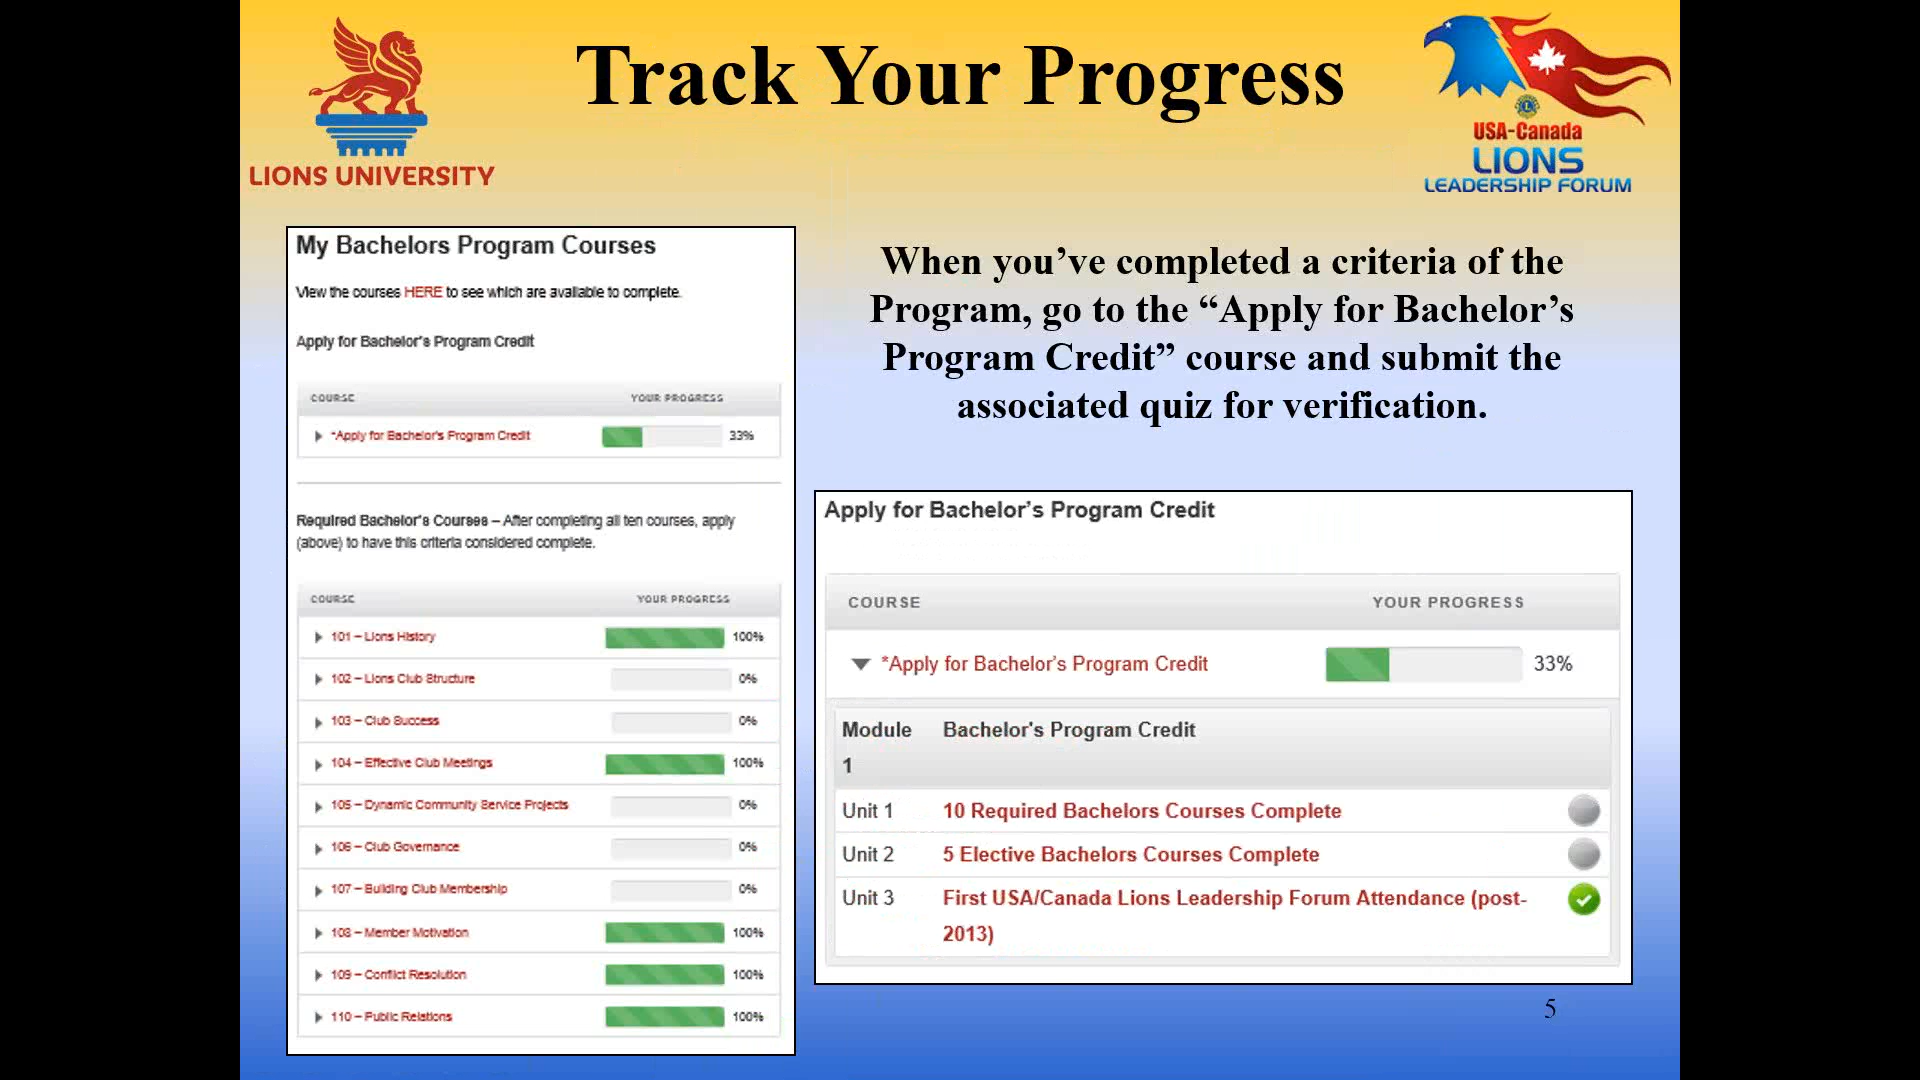 Track Your Progress
LIONS UNIVERSITY
USA-Canada
LIONS
LEADERSHIP FORUM
My Bachelors Program Courses
View the courses HERE to see which are available to complete.
Apply for Bachelor's Program Credit
COURSE YOUR PROGRESS
*Apply for Bachelor's Program Credit 33%
Required Bachelor's Courses – After completing all ten courses, apply
(above) to have this criteria considered complete.
COURSE YOUR PROGRESS
101 – Lions History 100%
102 – Lions Club Structure 0%
103 – Club Success 0%
104 – Effective Club Meetings 100%
105 – Dynamic Community Service Projects 0%
106 – Club Governance 0%
107 – Building Club Membership 0%
108 – Member Motivation 100%
109 – Conflict Resolution 100%
110 – Public Relations 100%
When you’ve completed a criteria of the
Program, go to the “Apply for Bachelor’s
Program Credit” course and submit the
associated quiz for verification.
Apply for Bachelor’s Program Credit
COURSE YOUR PROGRESS
*Apply for Bachelor’s Program Credit 33%
Module Bachelor's Program Credit
1
Unit 1 10 Required Bachelors Courses Complete
Unit 2 5 Elective Bachelors Courses Complete
Unit 3 First USA/Canada Lions Leadership Forum Attendance (post-
2013)
5